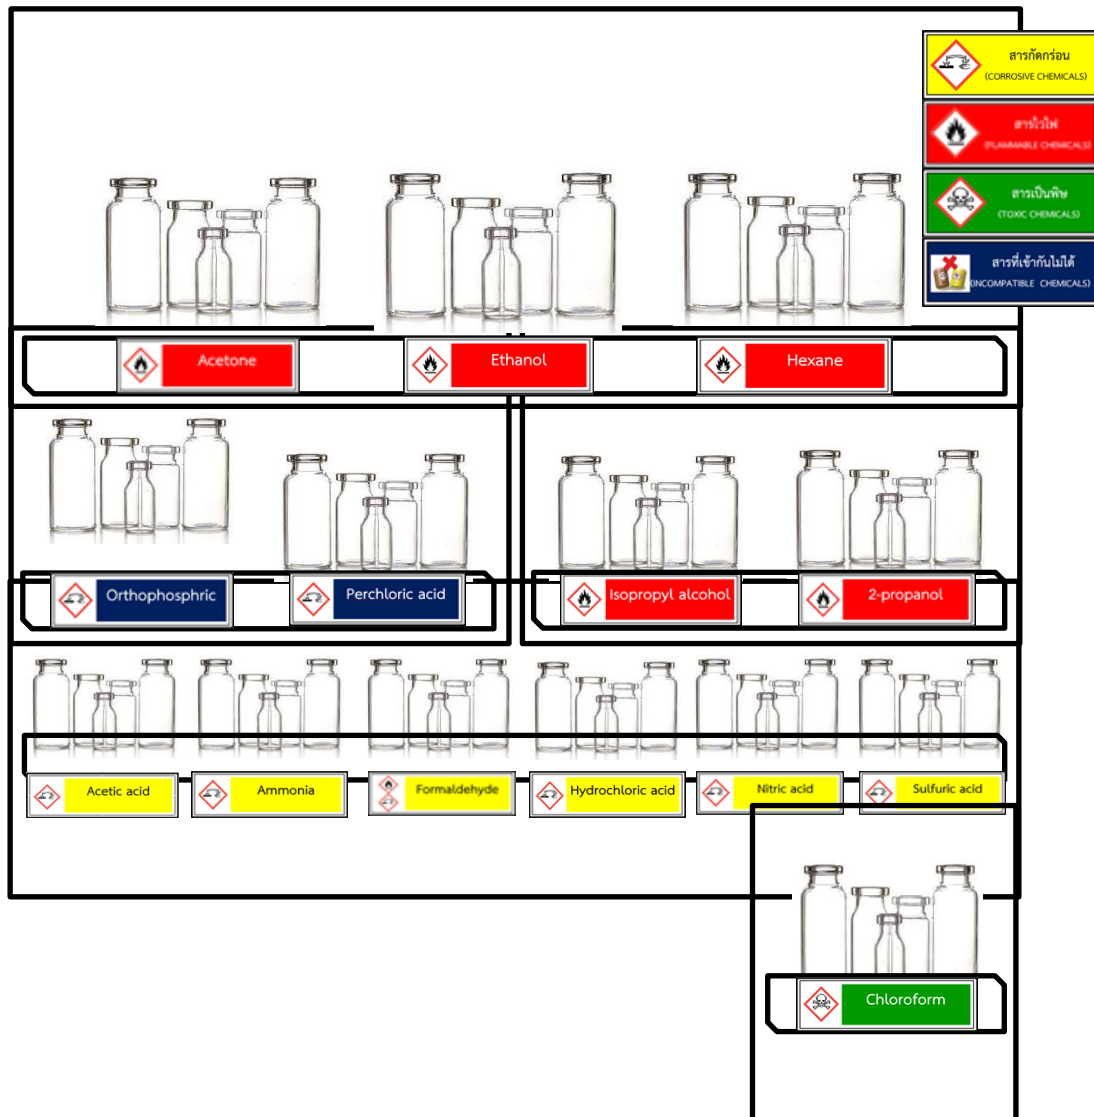 สารกัดกร่อน
(CORROSIVE CHEMICALS)
สารไวไฟ
(FLAMMABLE CHEMICALS)
สารเป็นพิษ
(TOXIC CHEMICALS)
สารที่เข้ากันไม่ได้
(INCOMPATIBLE CHEMICALS)
Acetone
Ethanol
Hexane
Orthophosphric
Perchloric acid
Isopropyl alcohol
2-propanol
Acetic acid
Ammonia
Formaldehyde
Hydrochloric acid
Nitric acid
Sulfuric acid
Chloroform